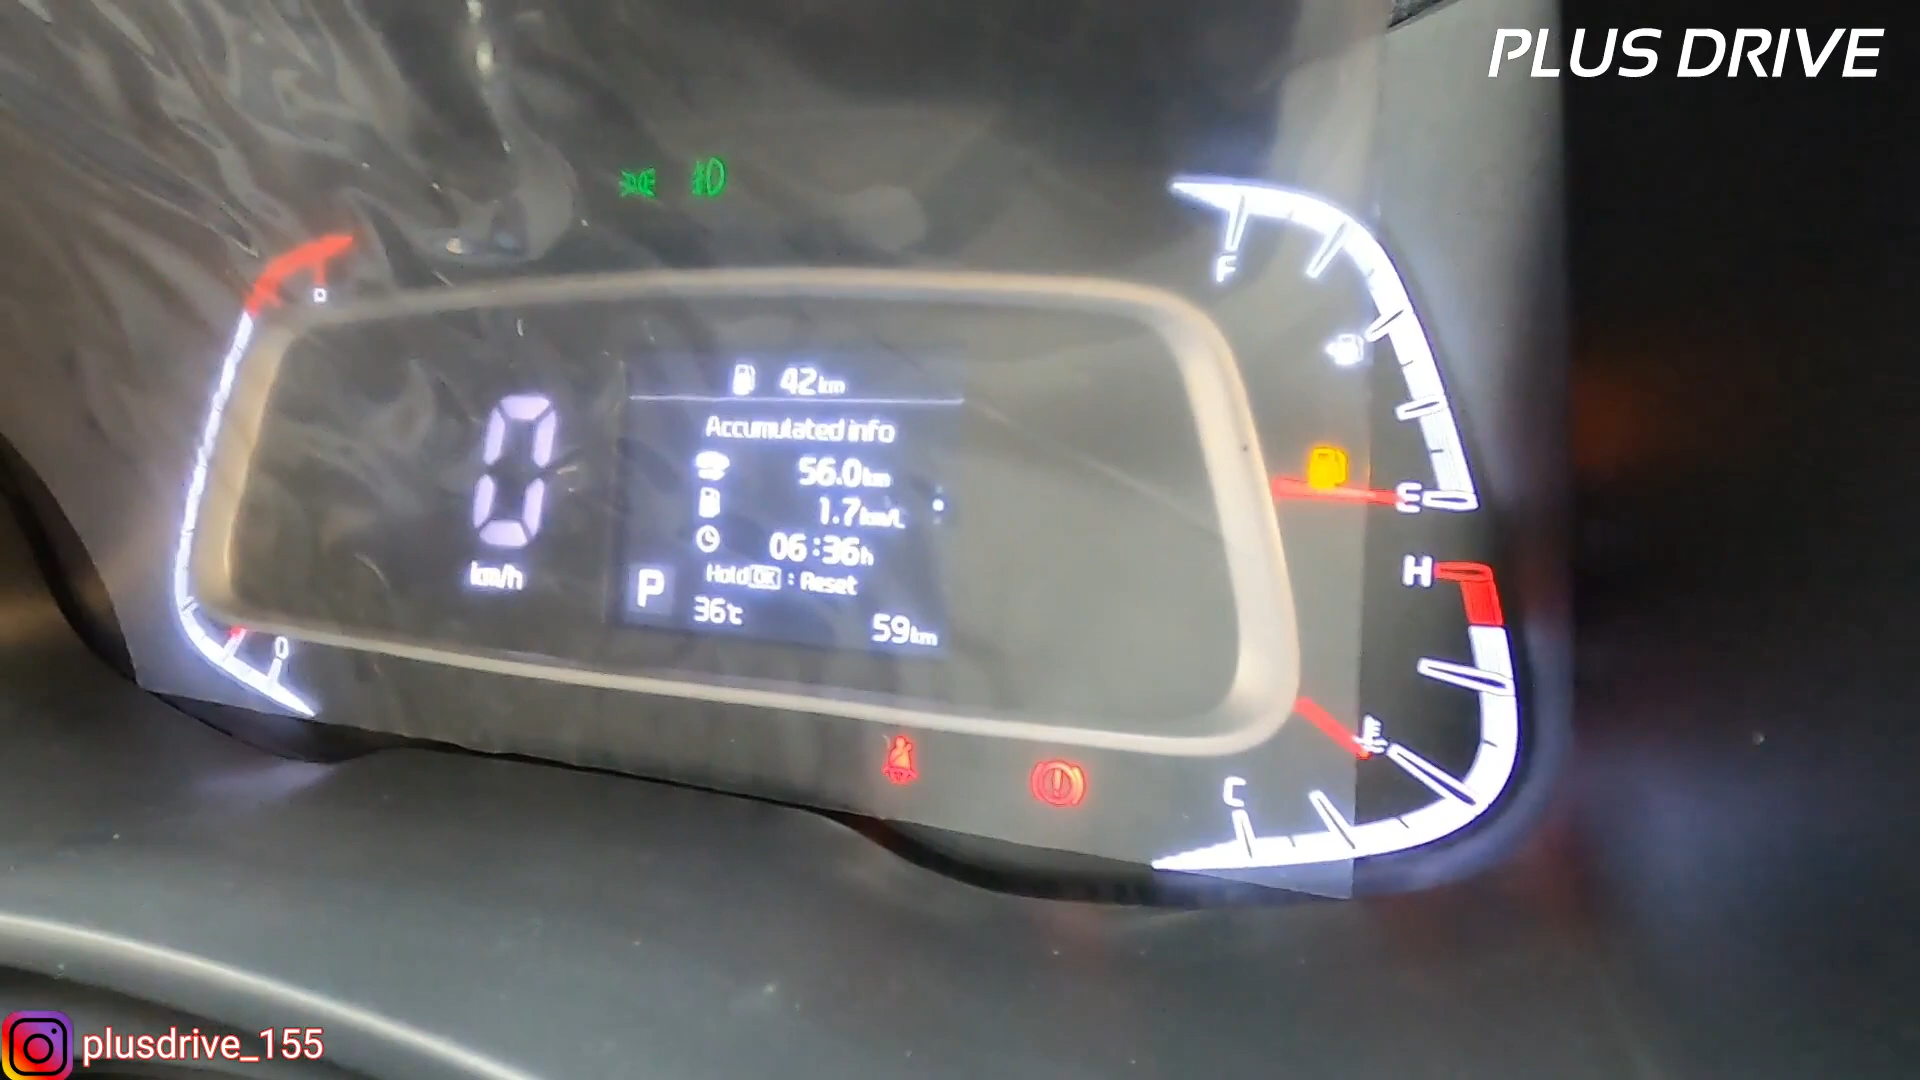 PLUS DRIVE
F
42km
Accumulated info
56.0km
1.7km/L
06:36h
Hold OK : Reset
P
36°C
59km
0
km/h
0
E
H
C
plusdrive_155